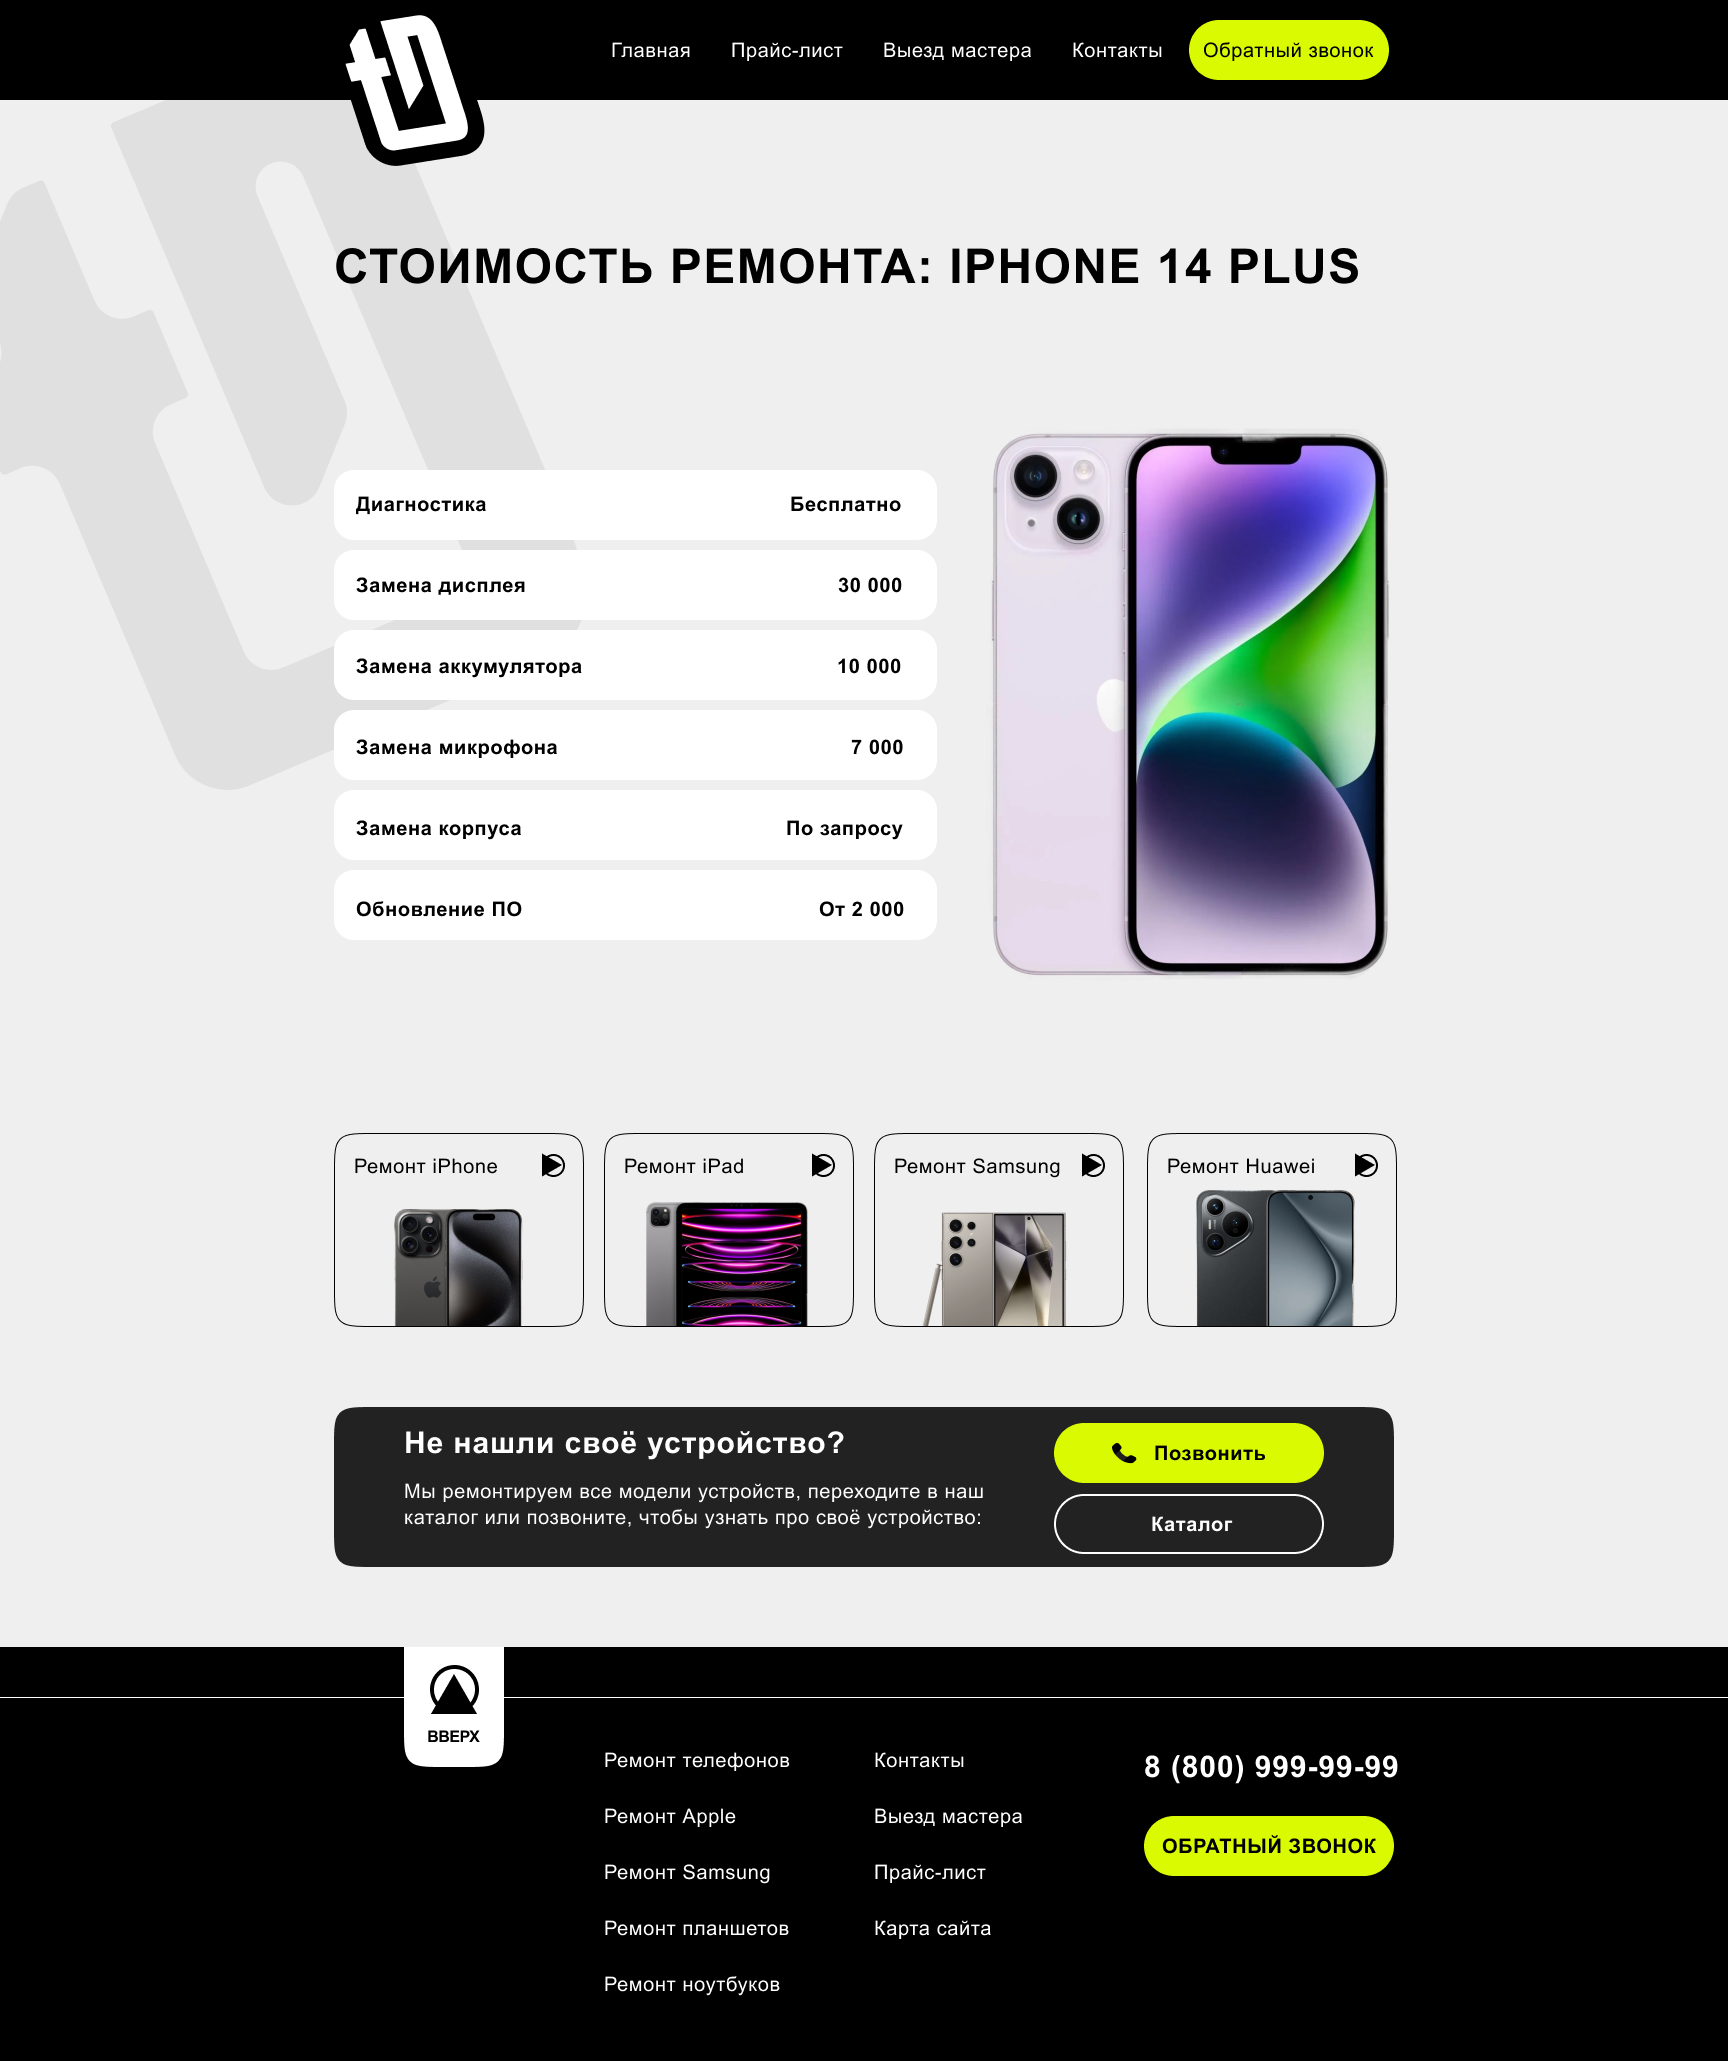 Главная
Прайс-лист
Выезд мастера
Контакты
Обратный звонок
СТОИМОСТЬ РЕМОНТА: IPHONE 14 PLUS
Диагностика Бесплатно
Замена дисплея 30 000
Замена аккумулятора 10 000
Замена микрофона 7 000
Замена корпуса По запросу
Обновление ПО От 2 000
Ремонт iPhone
Ремонт iPad
Ремонт Samsung
Ремонт Huawei
Не нашли своё устройство?
Мы ремонтируем все модели устройств, переходите в наш
каталог или позвоните, чтобы узнать про своё устройство:
Позвонить
Каталог
ВВЕРХ
Ремонт телефонов
Ремонт Apple
Ремонт Samsung
Ремонт планшетов
Ремонт ноутбуков
Контакты
Выезд мастера
Прайс-лист
Карта сайта
8 (800) 999-99-99
ОБРАТНЫЙ ЗВОНОК